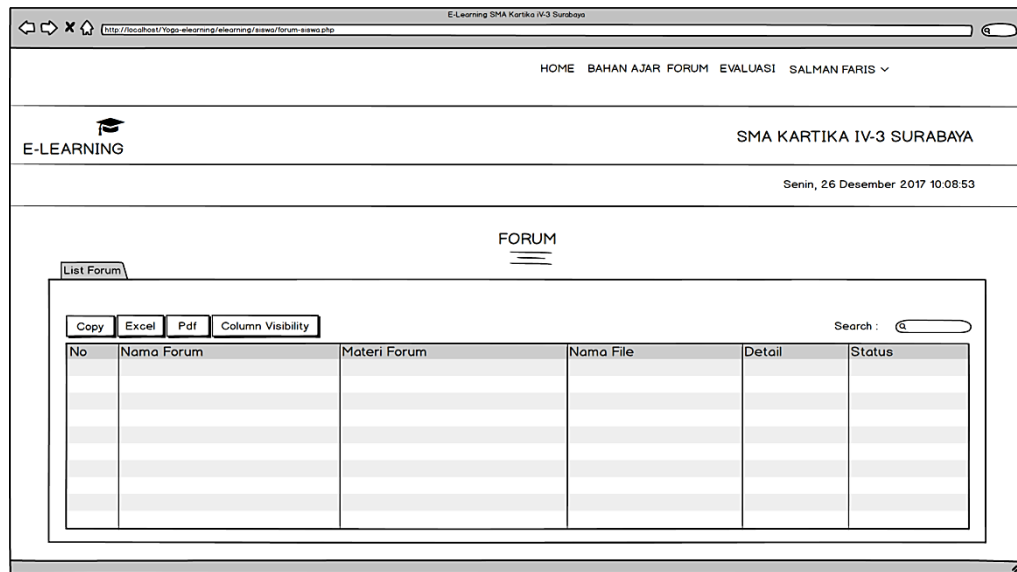 E-Learning SMA Kartika iV-3 Surabaya
http://localhost/Yoga-elearning/elearning/siswa/forum-siswa.php
HOME BAHAN AJAR FORUM EVALUASI SALMAN FARIS
E-LEARNING
SMA KARTIKA IV-3 SURABAYA
Senin, 26 Desember 2017 10:08:53
FORUM
List Forum
Copy Excel Pdf Column Visibility Search :
No Nama Forum Materi Forum Nama File Detail Status